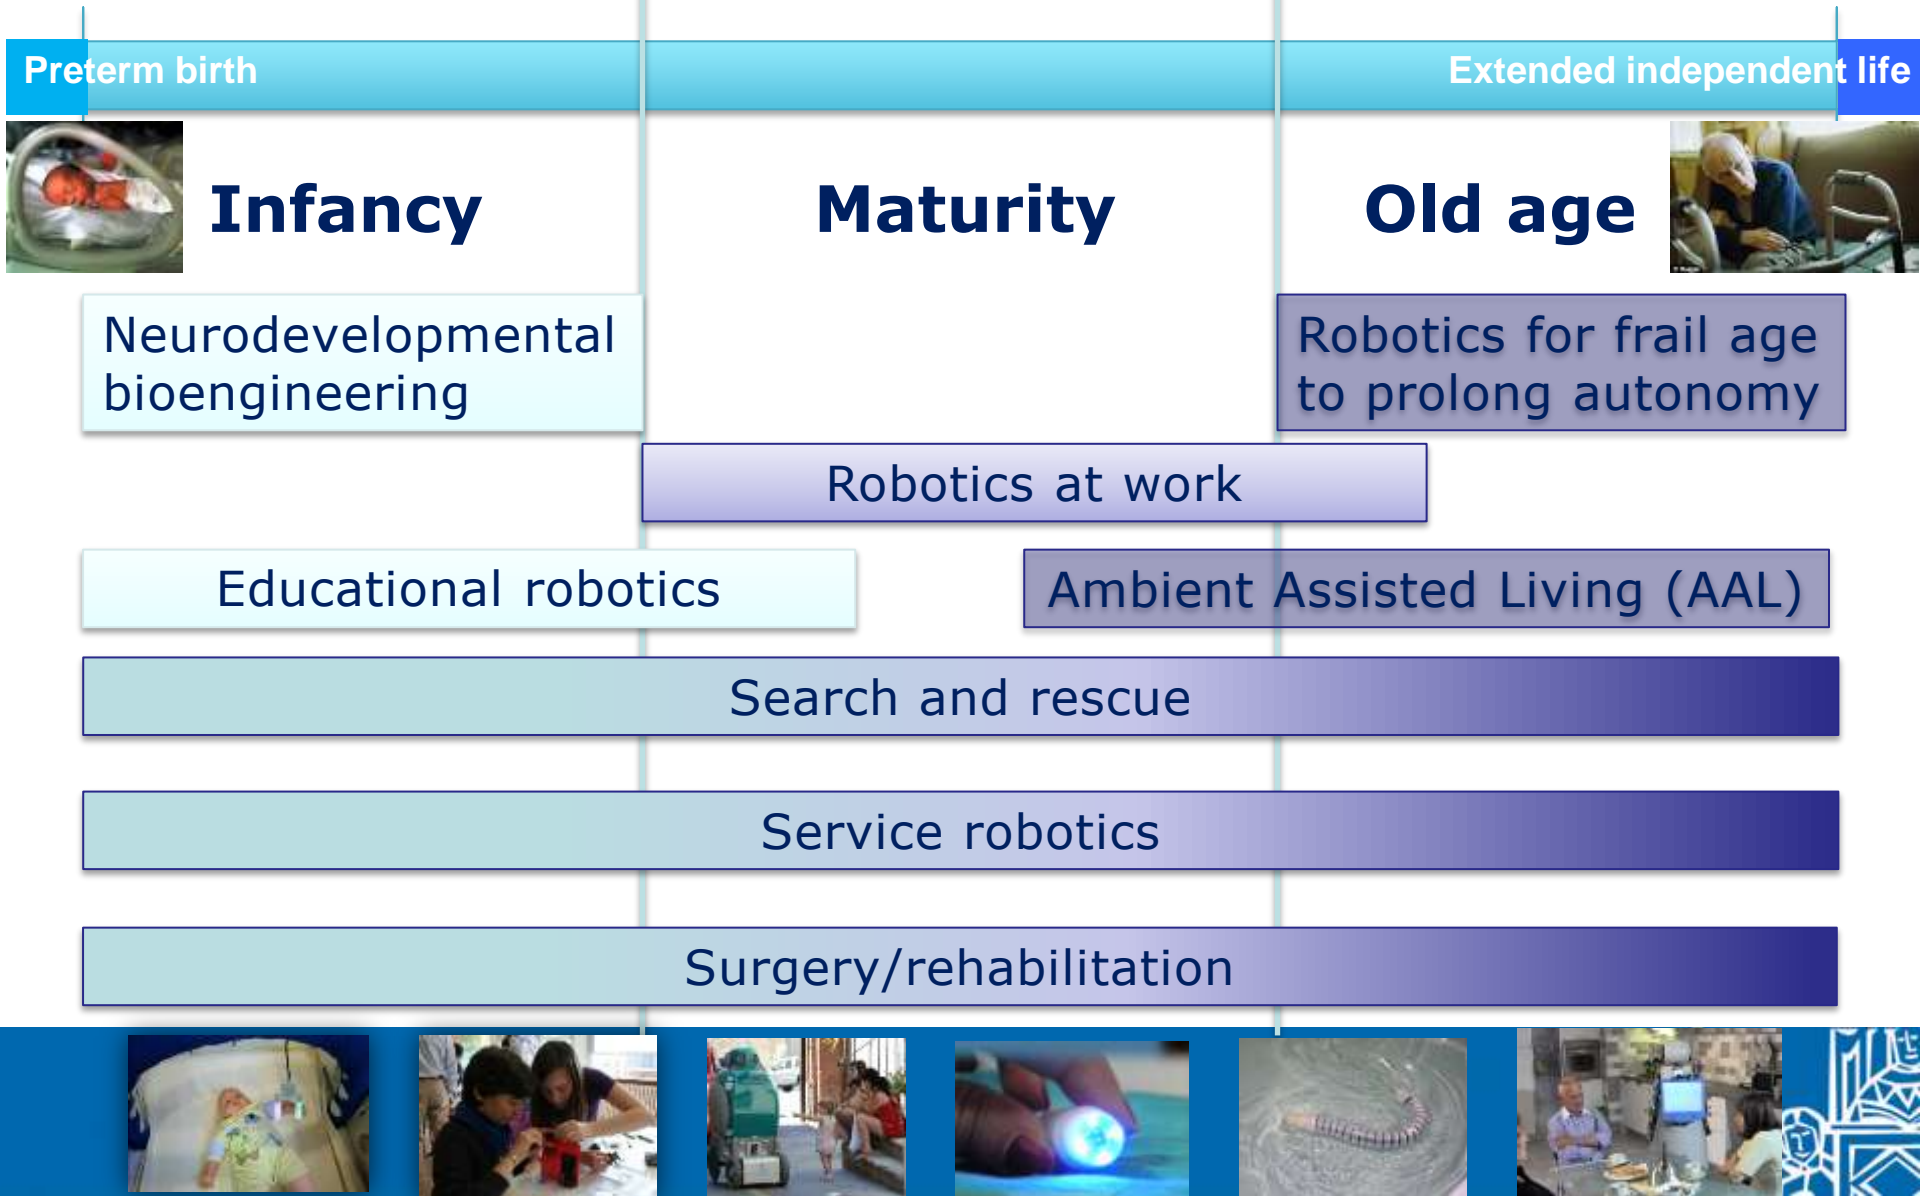 Preterm birth
Extended independent life
Infancy
Maturity
Old age
Neurodevelopmental
bioengineering
Robotics for frail age
to prolong autonomy
Robotics at work
Educational robotics
Ambient Assisted Living (AAL)
Search and rescue
Service robotics
Surgery/rehabilitation